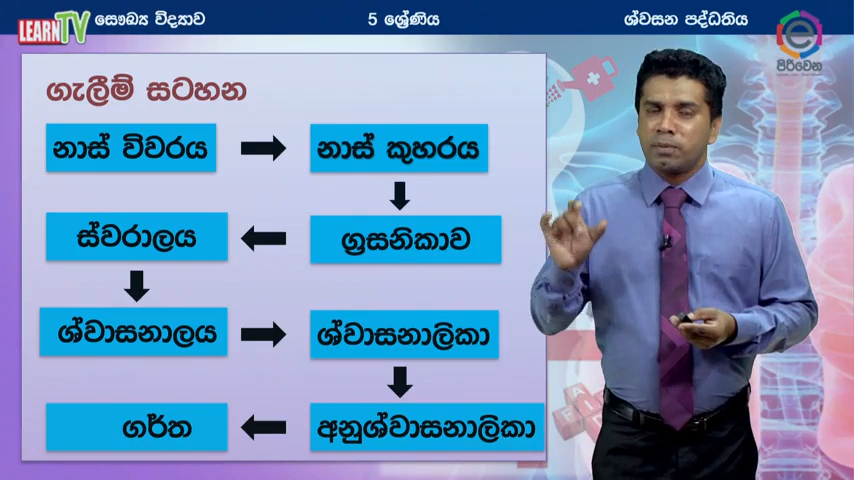 LEARN TV
සෞඛ්‍ය විද්‍යාව
5 ශ්‍රේණිය
ශ්වසන පද්ධතිය
පිරිවෙන
ගැලීම් සටහන
නාස් විවරය
නාස් කුහරය
ස්වරාලය
ග්‍රසනිකාව
ශ්වාසනාලය
ශ්වාසනාලිකා
ගර්ත
අනුශ්වාසනාලිකා